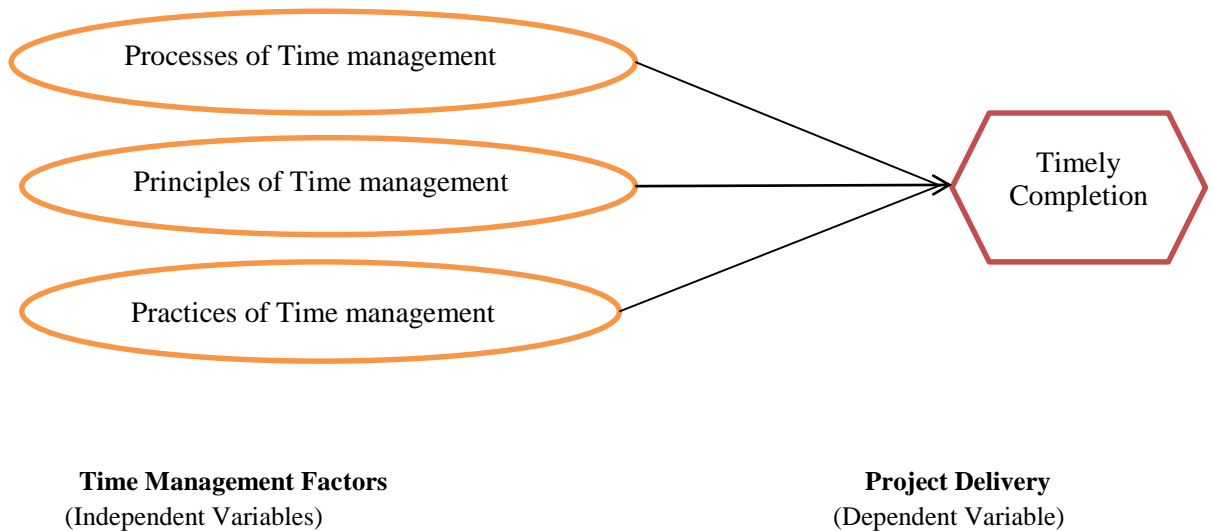 Processes of Time management
Principles of Time management
Practices of Time management
Timely
Completion
Time Management Factors
(Independent Variables)
Project Delivery
(Dependent Variable)